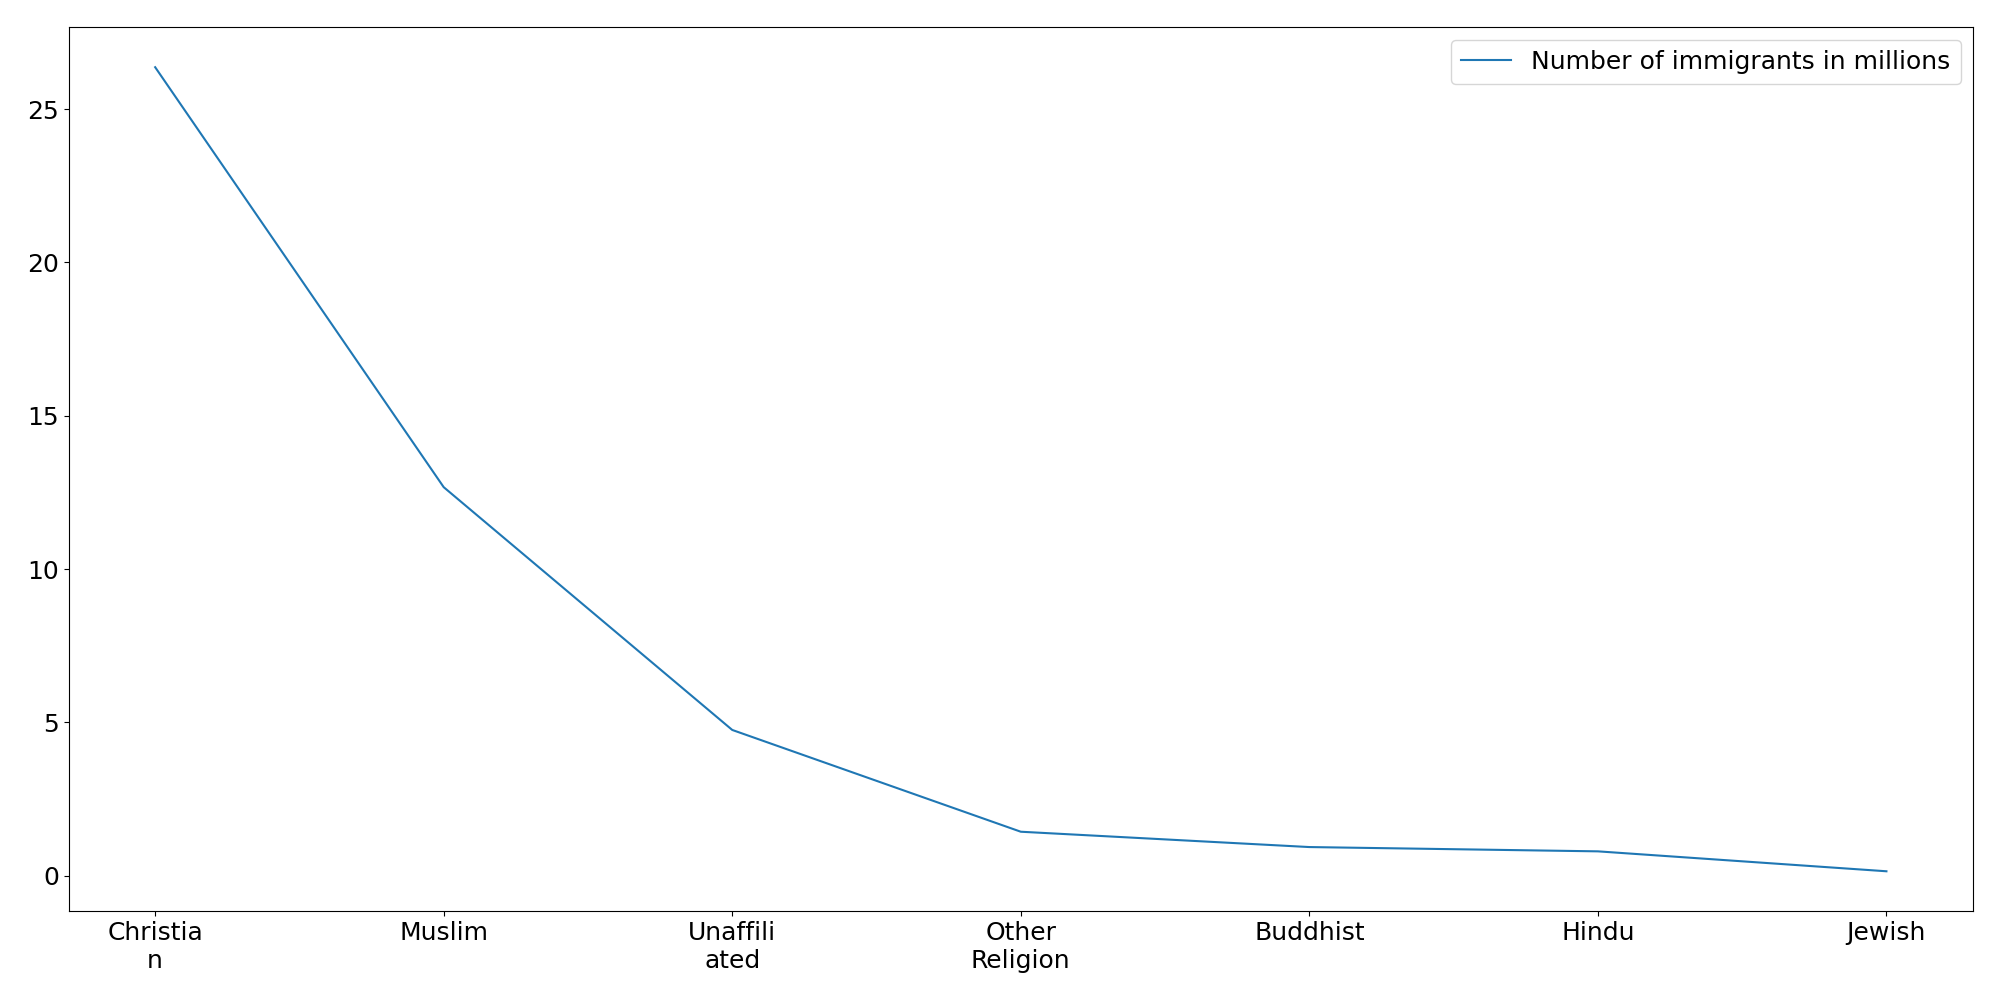 Number of immigrants in millions
25
20
15
10
5
0
Christia
n
Muslim
Unaffili
ated
Other
Religion
Buddhist
Hindu
Jewish